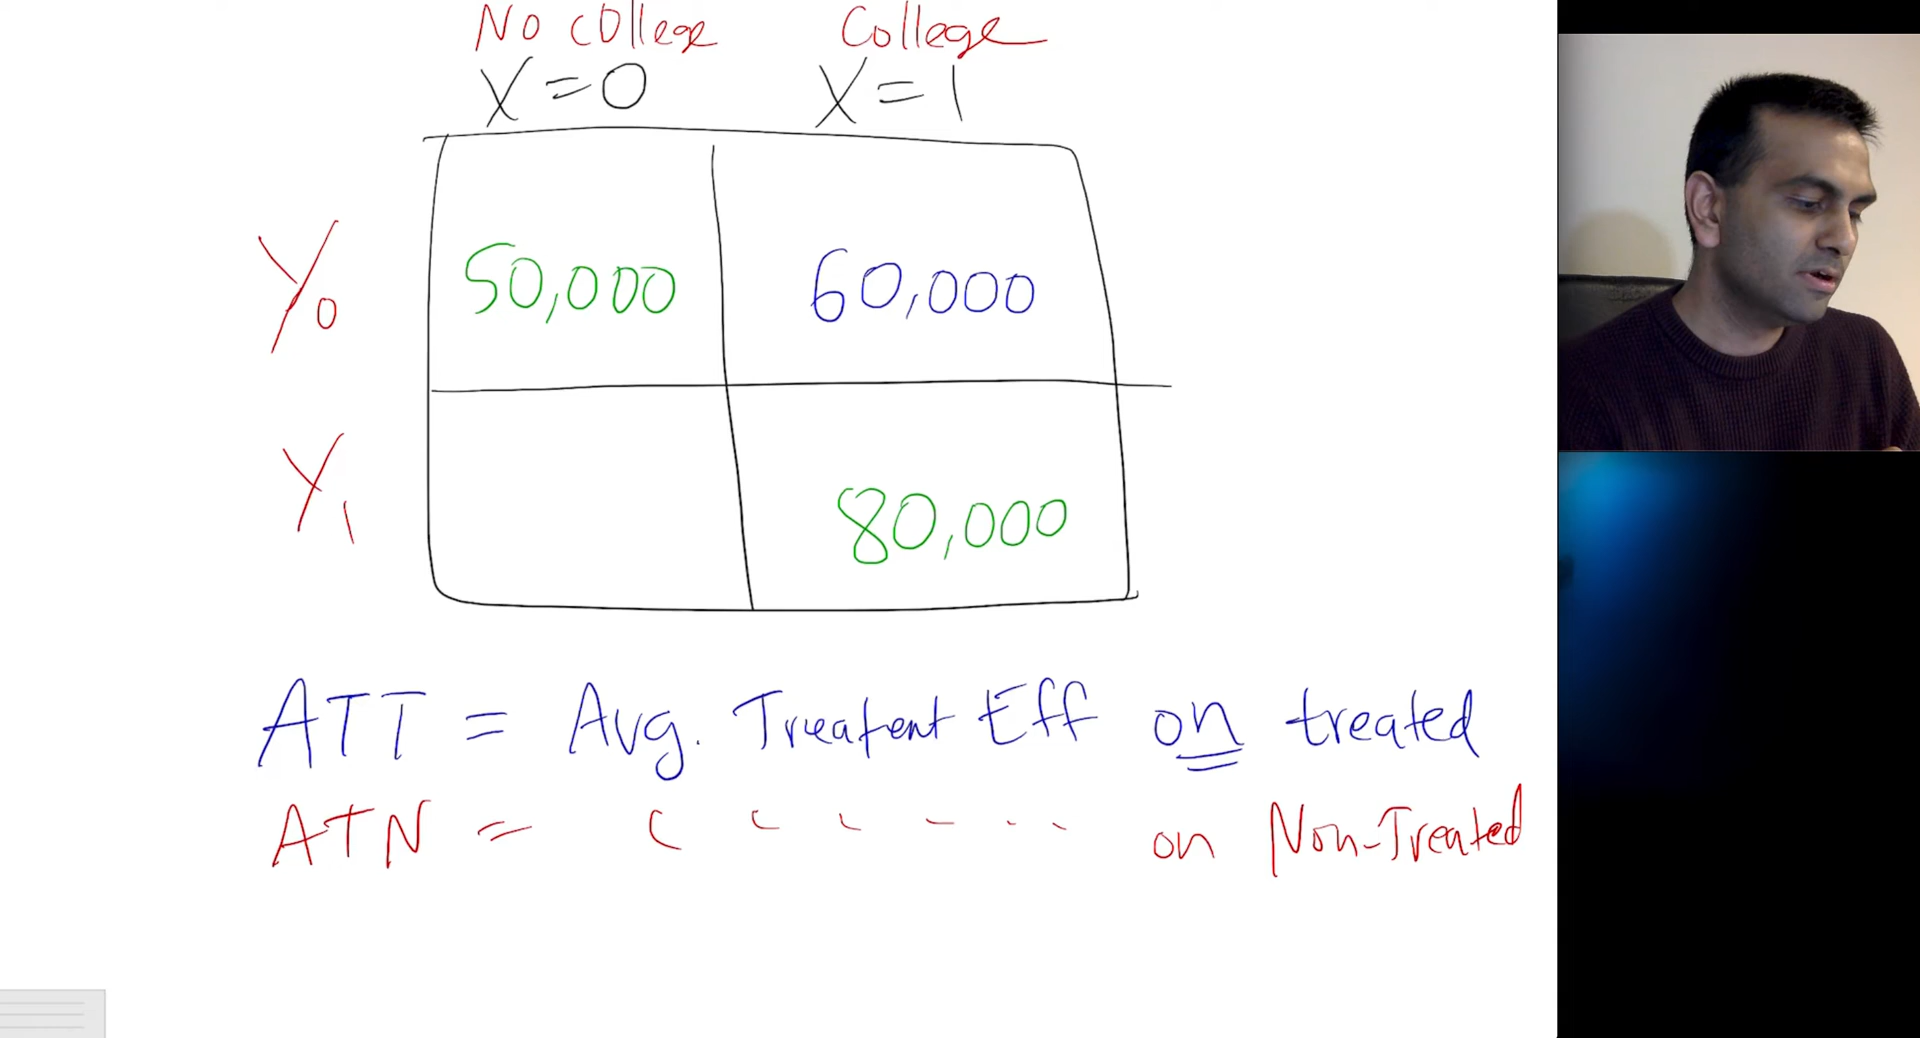 No college College
X=0 X=1
Y0 50,000 60,000
Y1 80,000
ATT = Avg. Treatent Eff on treated
ATN = " " " on Non-Treated